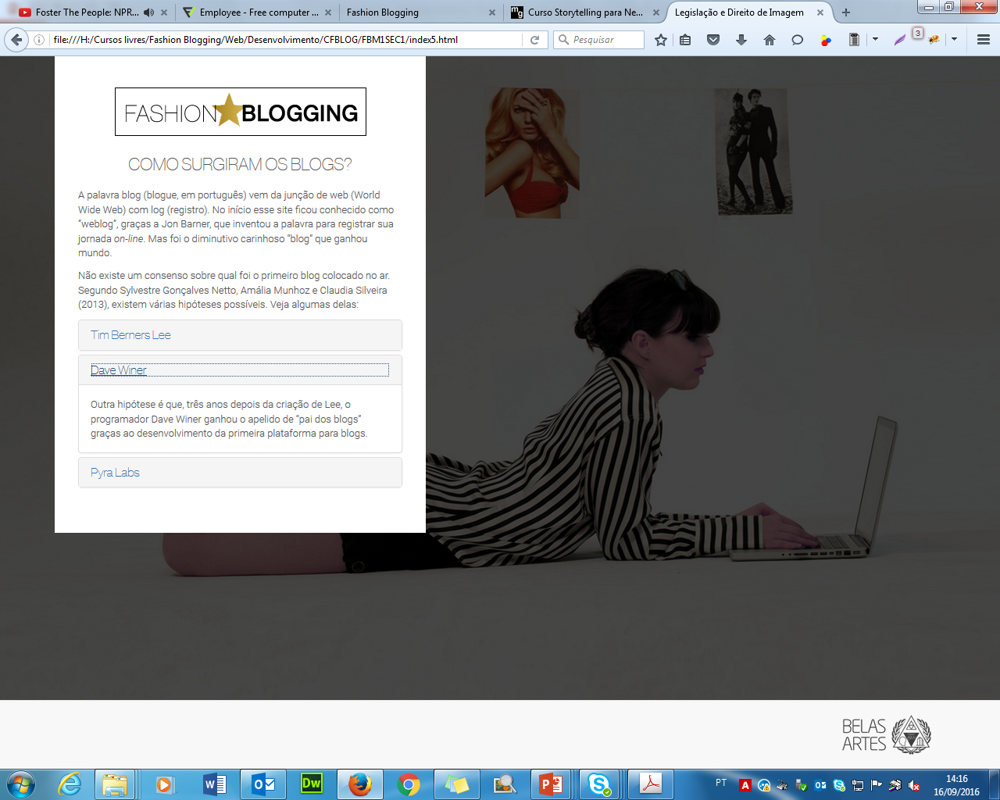 Foster The People: NPR...
Employee - Free computer ...
Fashion Blogging
mg
Curso Storytelling para Ne...
Legislação e Direito de Imagem
file:///H:/Cursos livres/Fashion Blogging/Web/Desenvolvimento/CFBLOG/FBM1SEC1/index5.html
Pesquisar
3
FASHION BLOGGING
COMO SURGIRAM OS BLOGS?
A palavra blog (blogue, em português) vem da junção de web (World
Wide Web) com log (registro). No início esse site ficou conhecido como
“weblog”, graças a Jon Barner, que inventou a palavra para registrar sua
jornada on-line. Mas foi o diminutivo carinhoso “blog” que ganhou
mundo.
Não existe um consenso sobre qual foi o primeiro blog colocado no ar.
Segundo Sylvestre Gonçalves Netto, Amália Munhoz e Claudia Silveira
(2013), existem várias hipóteses possíveis. Veja algumas delas:
Tim Berners Lee
Dave Winer
Outra hipótese é que, três anos depois da criação de Lee, o
programador Dave Winer ganhou o apelido de “pai dos blogs”
graças ao desenvolvimento da primeira plataforma para blogs.
Pyra Labs
BELAS
ARTES
Dw
PT
14:16
16/09/2016